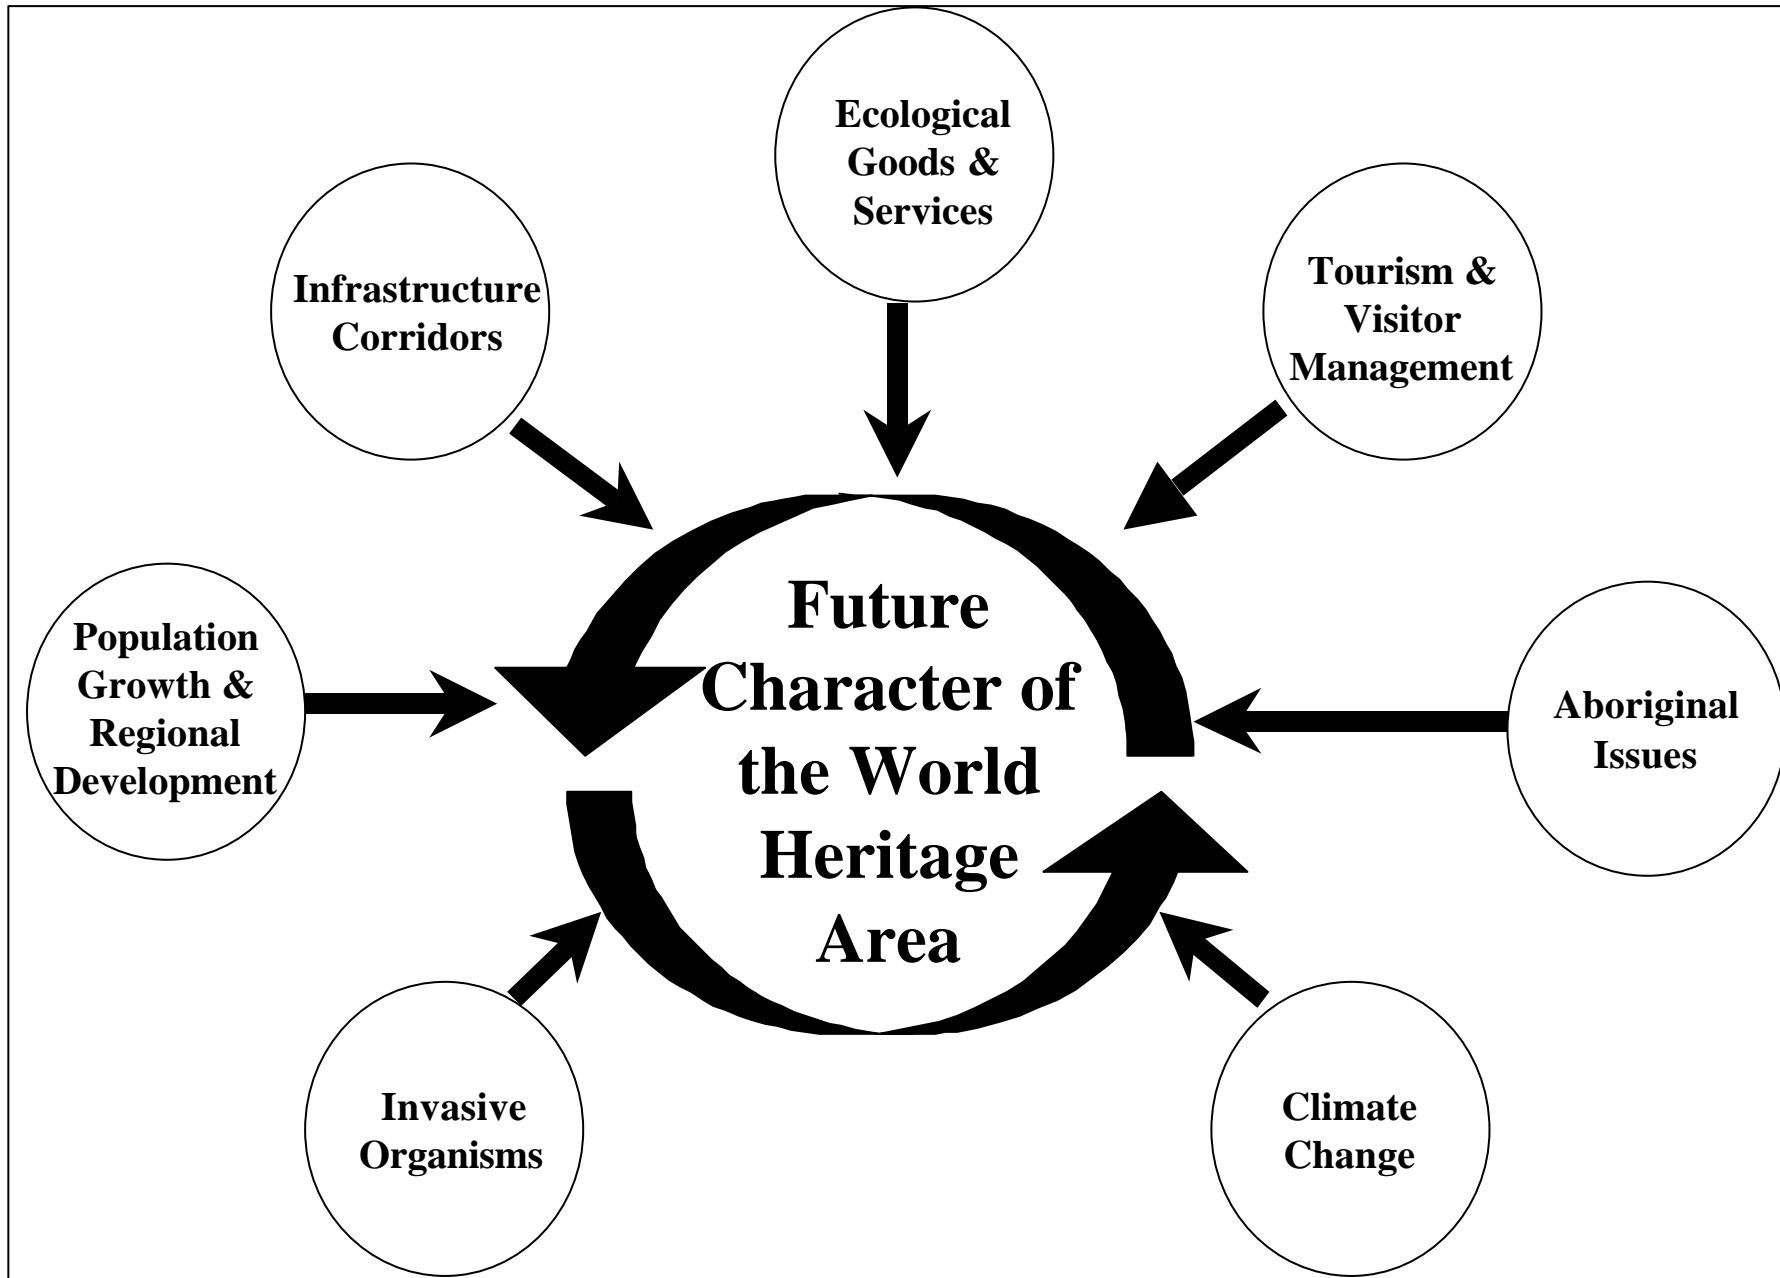 Ecological
Goods &
Services
Infrastructure
Corridors
Tourism &
Visitor
Management
Population
Growth &
Regional
Development
Future
Character of
the World
Heritage
Area
Aboriginal
Issues
Invasive
Organisms
Climate
Change